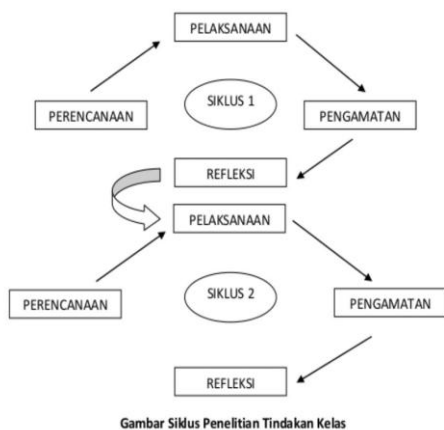 PELAKSANAAN
SIKLUS 1
PERENCANAAN
PENGAMATAN
REFLEKSI
PELAKSANAAN
SIKLUS 2
PERENCANAAN
PENGAMATAN
REFLEKSI
Gambar Siklus Penelitian Tindakan Kelas